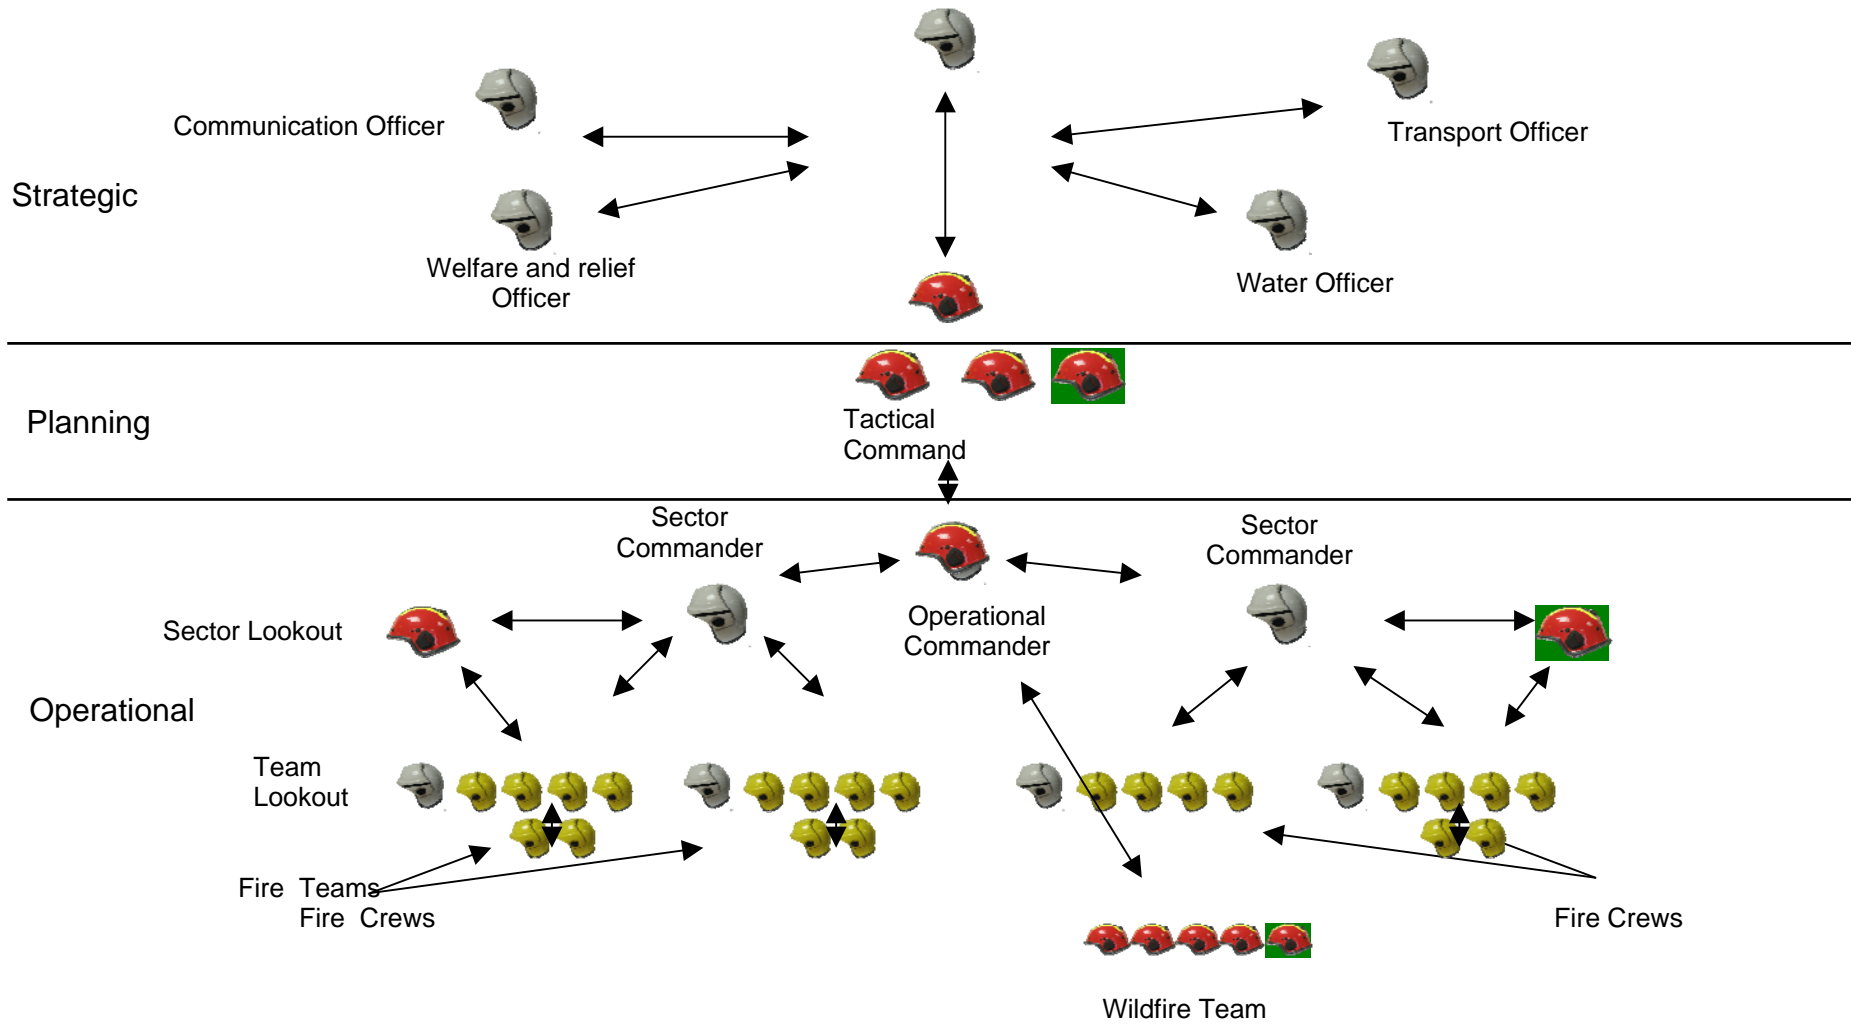 Communication Officer
Transport Officer
Strategic
Welfare and relief
Officer
Water Officer
Planning
Tactical
Command
Sector
Commander
Sector
Commander
Sector Lookout
Operational
Commander
Operational
Team
Lookout
Fire  Teams
Fire  Crews
Fire Crews
Wildfire Team